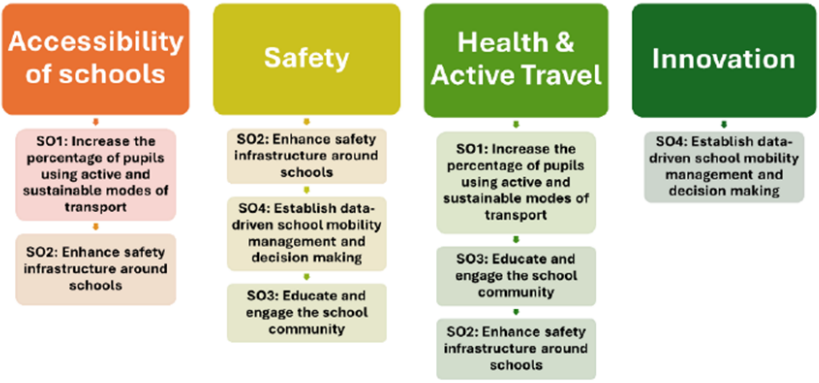 Accessibility
of schools
SO1: Increase the
percentage of pupils
using active and
sustainable modes of
transport
SO2: Enhance safety
infrastructure around
schools
Safety
SO2: Enhance safety
infrastructure around
schools
SO4: Establish data-
driven school mobility
management and
decision making
SO3: Educate and
engage the school
community
Health &
Active Travel
SO1: Increase the
percentage of pupils
using active and
sustainable modes of
transport
SO3: Educate and
engage the school
community
SO2: Enhance safety
infrastructure around
schools
Innovation
SO4: Establish data-
driven school mobility
management and
decision making